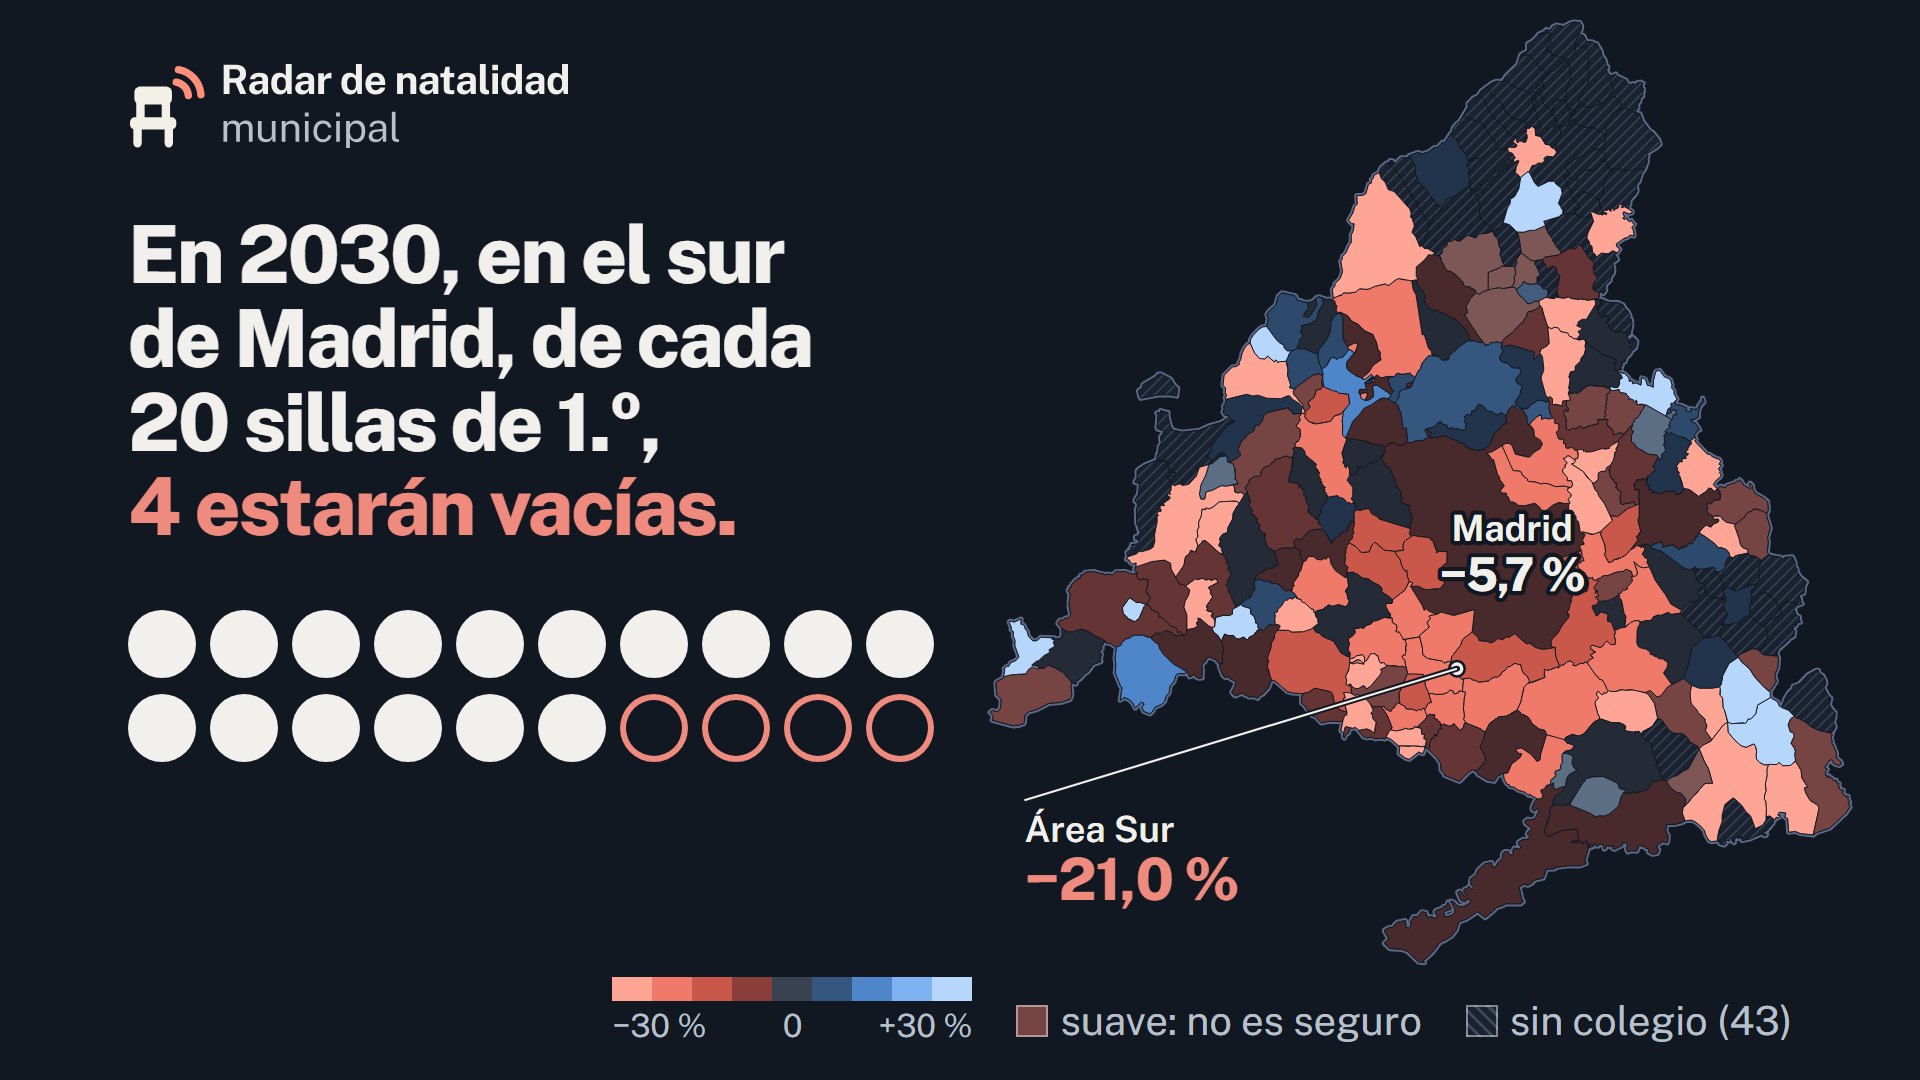 Radar de natalidad
municipal
En 2030, en el sur
de Madrid, de cada
20 sillas de 1.º,
4 estarán vacías.
Madrid
−5,7 %
Área Sur
−21,0 %
−30 % 0 +30 %
suave: no es seguro
sin colegio (43)